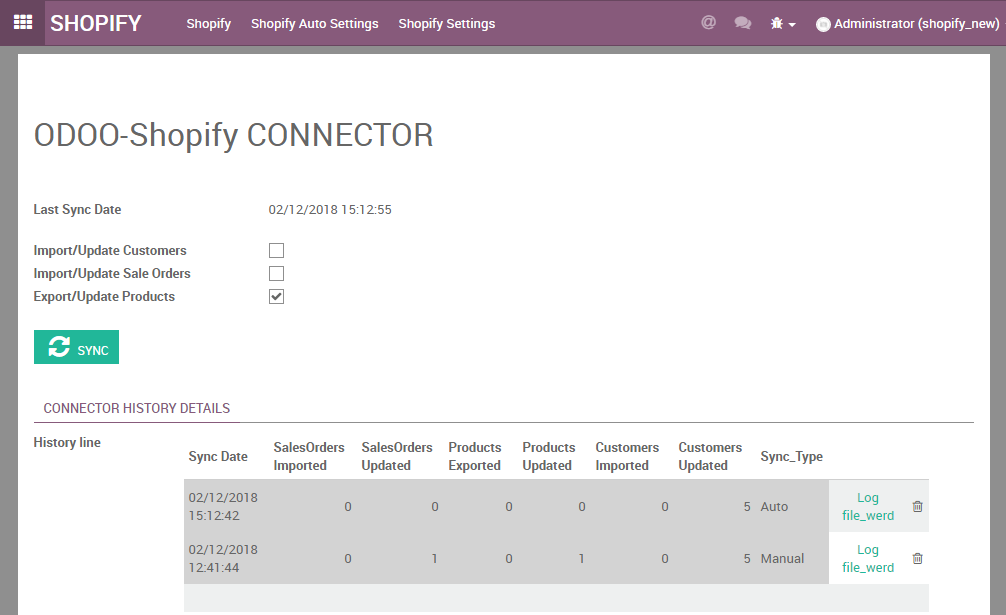 SHOPIFY Shopify Shopify Auto Settings Shopify Settings @ Administrator (shopify_new)
ODOO-Shopify CONNECTOR
Last Sync Date 02/12/2018 15:12:55
Import/Update Customers
Import/Update Sale Orders
Export/Update Products
SYNC
CONNECTOR HISTORY DETAILS
History line
Sync Date SalesOrders Imported SalesOrders Updated Products Exported Products Updated Customers Imported Customers Updated Sync_Type
02/12/2018 15:12:42 0 0 0 0 0 5 Auto Log file_werd
02/12/2018 12:41:44 0 1 0 1 0 5 Manual Log file_werd